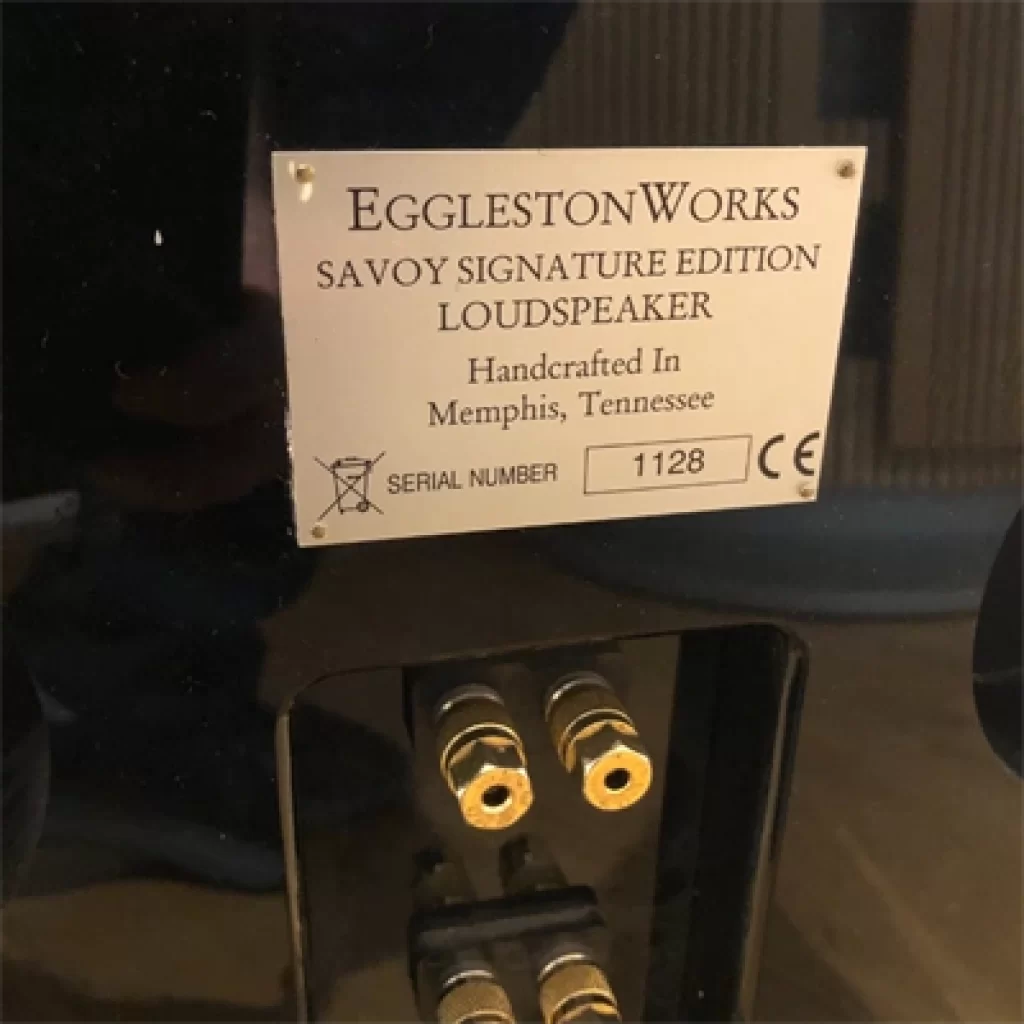 EGGLESTONWORKS
SAVOY SIGNATURE EDITION
LOUDSPEAKER
Handcrafted In
Memphis, Tennessee
SERIAL NUMBER 1128 CE